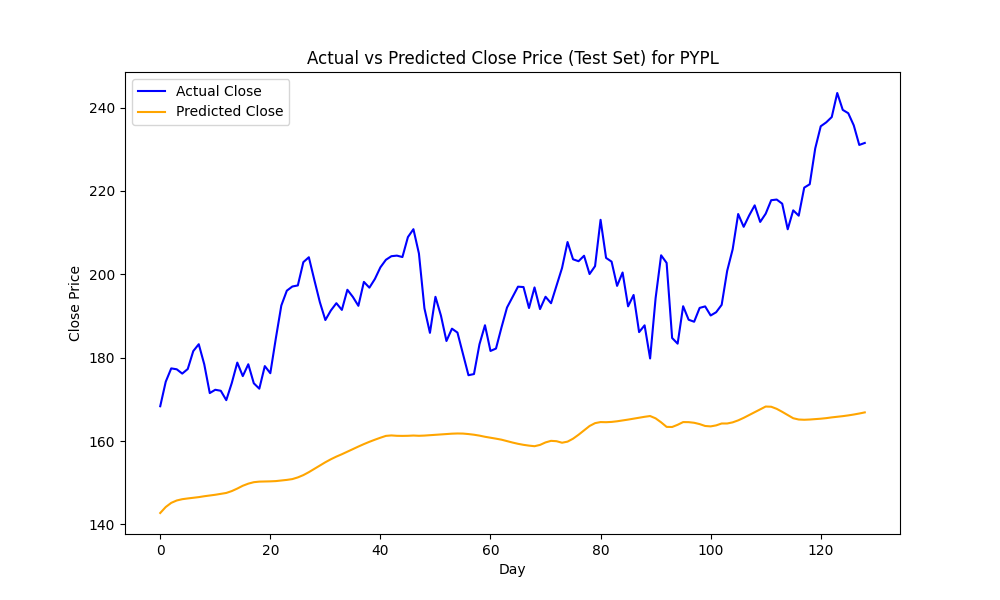 Actual vs Predicted Close Price (Test Set) for PYPL
Actual Close
Predicted Close
240
220
200
180
160
140
Close Price
0 20 40 60 80 100 120
Day